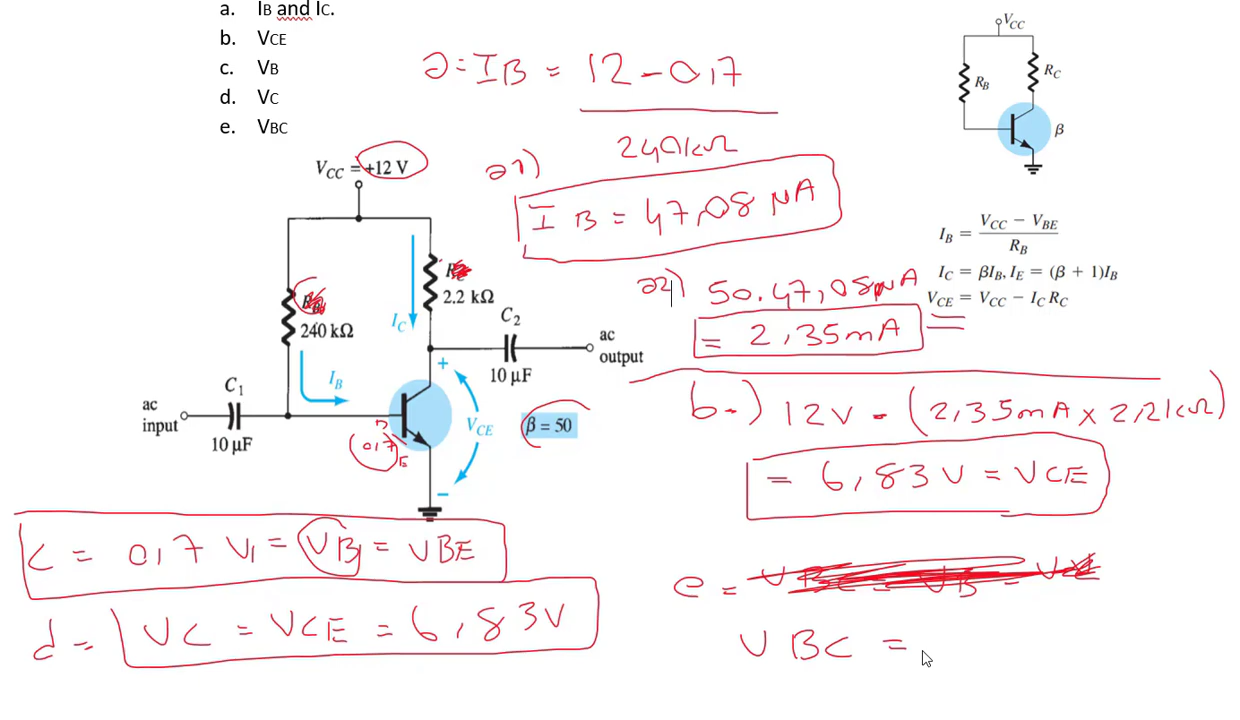 a. IB and IC.
b. VCE
c. VB
d. VC
e. VBC
a: IB = 12 - 0,7
240kΩ
a1)
IB = 47,08 µA
a2) 50.47,08µA
= 2,35mA
VCC
RB
RC
β
IB = VCC − VBE
RB
IC = βIB, IE = (β + 1)IB
VCE = VCC − IC RC
VCC = +12 V
R
2.2 kΩ
240 kΩ
IC
C2
10 µF
ac
output
IB
C1
ac
input
10 µF
+
VCE
−
β = 50
0,7
B
E
b.) 12V - (2,35mA x 2,2kΩ)
= 6,83 V = VCE
c = 0,7 V, = VB, = VBE
d = VC = VCE = 6,83V
e =
VBC =